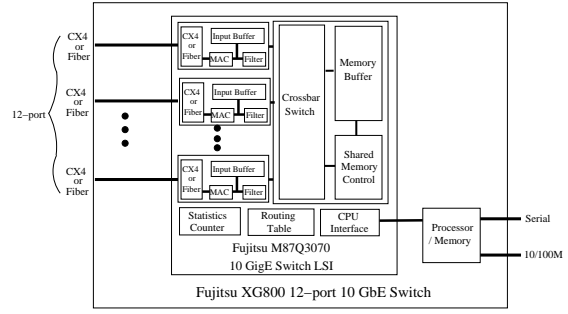 CX4
or
Fiber
CX4
or
Fiber
Input Buffer
MAC
Filter
12-port
CX4
or
Fiber
CX4
or
Fiber
Input Buffer
MAC
Filter
CX4
or
Fiber
CX4
or
Fiber
Input Buffer
MAC
Filter
Crossbar
Switch
Memory
Buffer
Shared
Memory
Control
Statistics
Counter
Routing
Table
CPU
Interface
Processor
/ Memory
Serial
10/100M
Fujitsu M87Q3070
10 GigE Switch LSI
Fujitsu XG800 12-port 10 GbE Switch